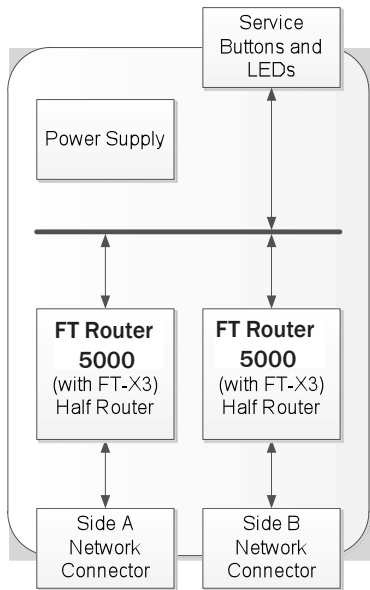 Service
Buttons and
LEDs
Power Supply
FT Router
5000
(with FT-X3)
Half Router
FT Router
5000
(with FT-X3)
Half Router
Side A
Network
Connector
Side B
Network
Connector